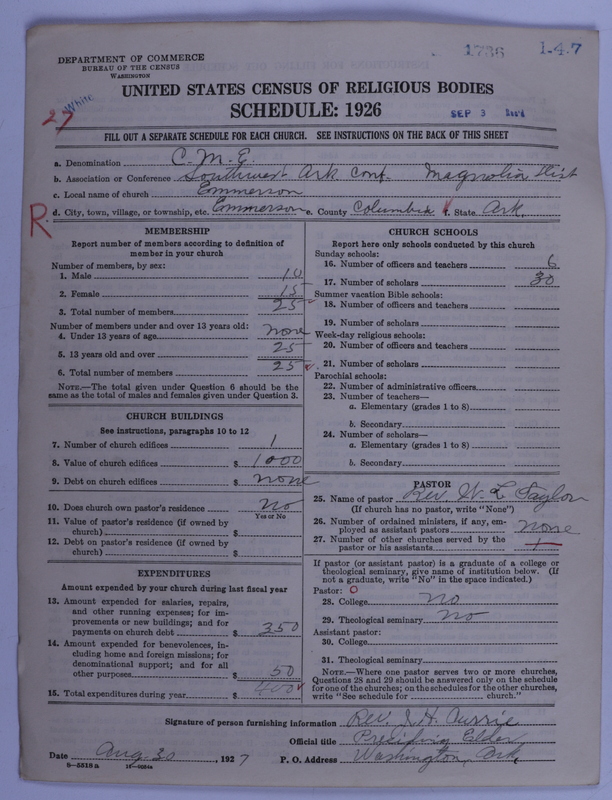 1736 1-4-7
DEPARTMENT OF COMMERCE
BUREAU OF THE CENSUS
WASHINGTON
White
27
UNITED STATES CENSUS OF RELIGIOUS BODIES
SCHEDULE: 1926
SEP 3
FILL OUT A SEPARATE SCHEDULE FOR EACH CHURCH. SEE INSTRUCTIONS ON THE BACK OF THIS SHEET
a. Denomination C.M.E.
b. Association or Conference Southwest Ark. Conf. Magnolia Dist
c. Local name of church Emmerson
R
d. City, town, village, or township, etc. Emmerson e. County Columbia f. State Ark.
MEMBERSHIP
Report number of members according to definition of
member in your church
Number of members, by sex:
1. Male 10
2. Female 15
3. Total number of members 25
Number of members under and over 13 years old:
4. Under 13 years of age none
5. 13 years old and over 25
6. Total number of members 25
NOTE.—The total given under Question 6 should be
same as the total of males and females given under Question 3.
CHURCH BUILDINGS
See instructions, paragraphs 10 to 12
7. Number of church edifices 1
8. Value of church edifices $ 1000
9. Debt on church edifices $ none
10. Does church own pastor's residence no
Yes or No
11. Value of pastor's residence (if owned by
church) $
12. Debt on pastor's residence (if owned by
church) $
EXPENDITURES
Amount expended by your church during last fiscal year
13. Amount expended for salaries, repairs,
and other running expenses; for im-
provements or new buildings; and for
payments on church debt $ 350
14. Amount expended for benevolences, in-
cluding home and foreign missions; for
denominational support; and for all
other purposes $ 50
15. Total expenditures during year $ 400
CHURCH SCHOOLS
Report here only schools conducted by this church
Sunday schools:
16. Number of officers and teachers 6
17. Number of scholars 30
Summer vacation Bible schools:
18. Number of officers and teachers
19. Number of scholars
Week-day religious schools:
20. Number of officers and teachers
21. Number of scholars
Parochial schools:
22. Number of administrative officers
23. Number of teachers—
a. Elementary (grades 1 to 8)
b. Secondary
24. Number of scholars—
a. Elementary (grades 1 to 8)
b. Secondary
PASTOR
25. Name of pastor Rev. W. L. Taylor
(If church has no pastor, write "None")
26. Number of ordained ministers, if any, em-
ployed as assistant pastors none
27. Number of other churches served by the
pastor or his assistants 1
If pastor (or assistant pastor) is a graduate of a college or
theological seminary, give name of institution below. (If
not a graduate, write "No" in the space indicated.)
Pastor: O
28. College no
29. Theological seminary no
Assistant pastor:
30. College
31. Theological seminary
NOTE.—Where one pastor serves two or more churches,
Questions 28 and 29 should be answered only on the schedule
for one of the churches; on the schedules for the other churches,
write "See schedule for church."
Signature of person furnishing information Rev. I. H. Currie
Official title Presiding Elder
Date Aug. 30, 1927 P. O. Address Washington, Ark.
8—5516 a